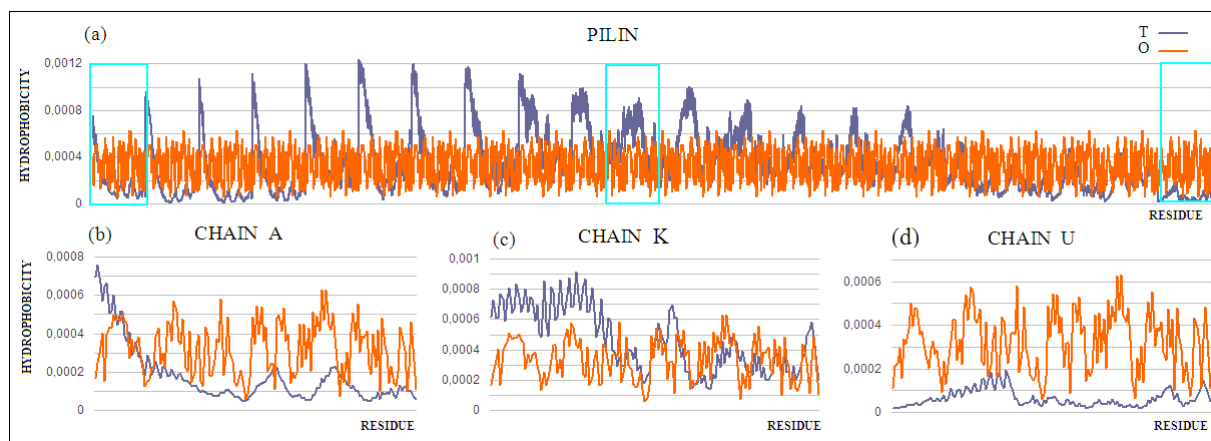 (a)
PILIN
T
O
HYDROPHOBICITY
0,0012
0,0008
0,0004
0
RESIDUE
(b)
CHAIN A
HYDROPHOBICITY
0,0008
0,0006
0,0004
0,0002
0
RESIDUE
(c)
CHAIN K
0,001
0,0008
0,0006
0,0004
0,0002
0
RESIDUE
(d)
CHAIN U
0,0006
0,0004
0,0002
0
RESIDUE